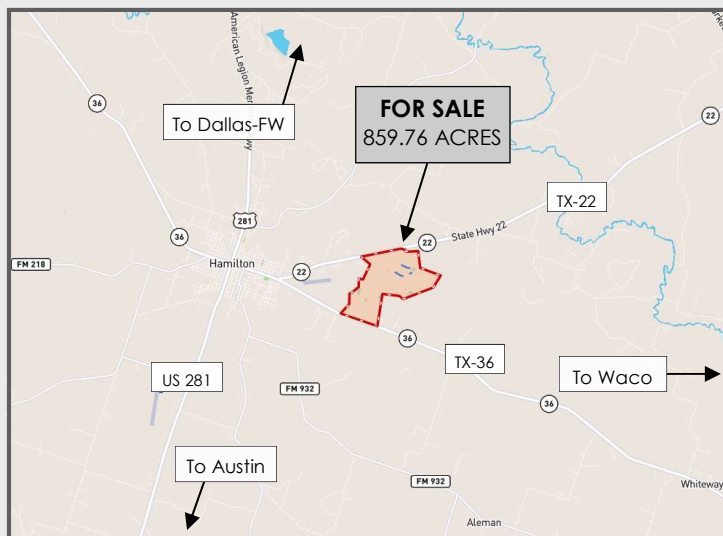 American Legion Mem
wy
36
To Dallas-FW
FOR SALE
859.76 ACRES
22
TX-22
281
State Hwy 22
36
22
FM 218
Hamilton
22
36
TX-36
To Waco
US 281
FM 932
36
To Austin
FM 932
Whiteway
Aleman